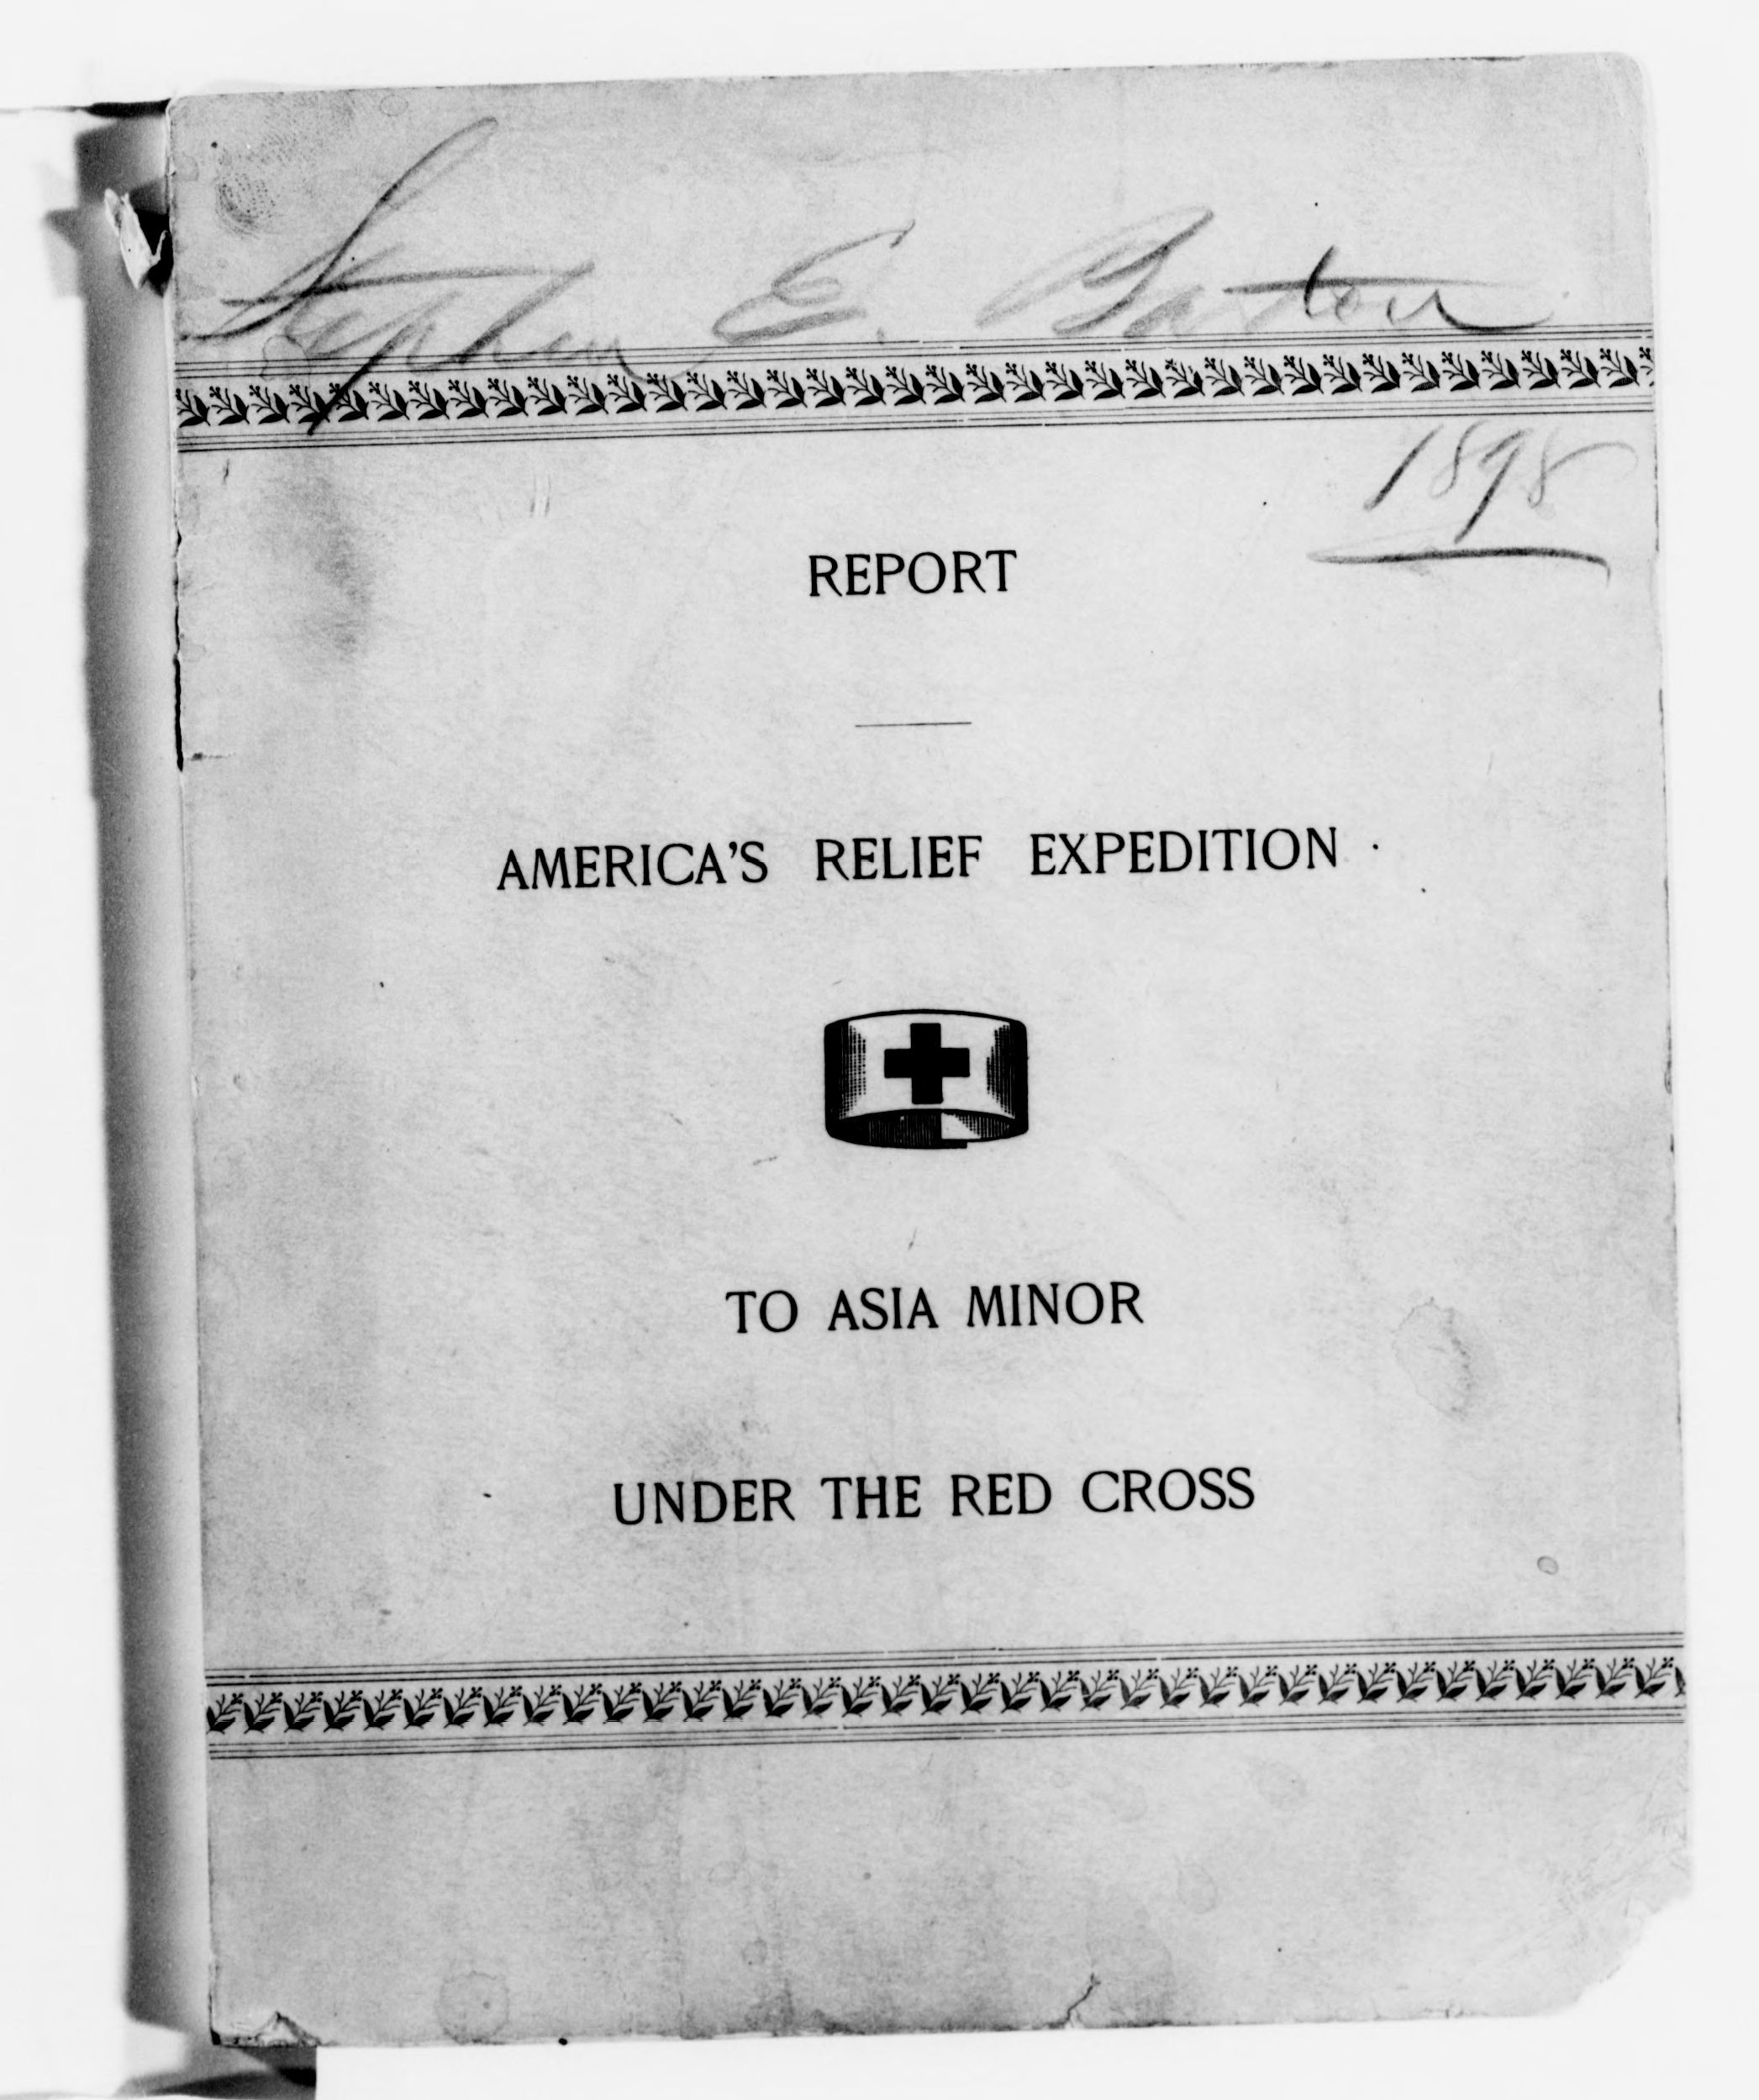 Stephen E. Barton
1898
REPORT
AMERICA'S RELIEF EXPEDITION
TO ASIA MINOR
UNDER THE RED CROSS